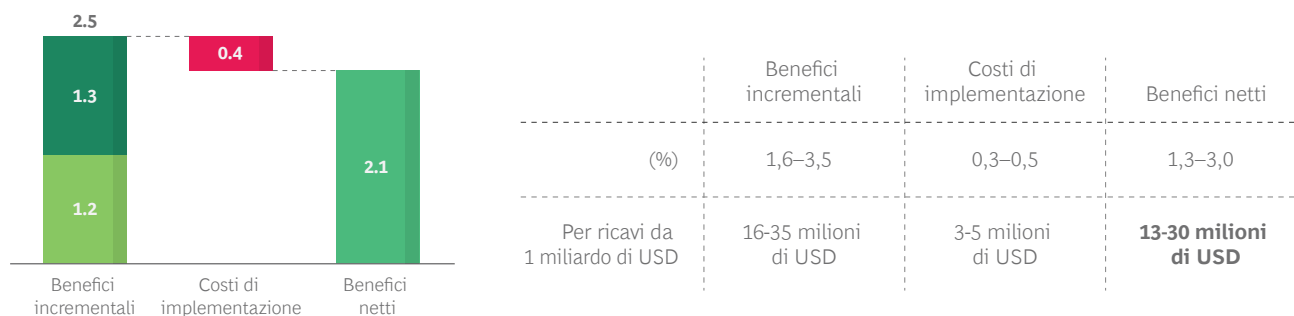 2.5
0.4
1.3
1.2
2.1
Benefici
incrementali
Costi di
implementazione
Benefici
netti
Benefici
incrementali
Costi di
implementazione
Benefici netti
(%)
1,6–3,5
0,3–0,5
1,3–3,0
Per ricavi da
1 miliardo di USD
16-35 milioni
di USD
3-5 milioni
di USD
13-30 milioni
di USD